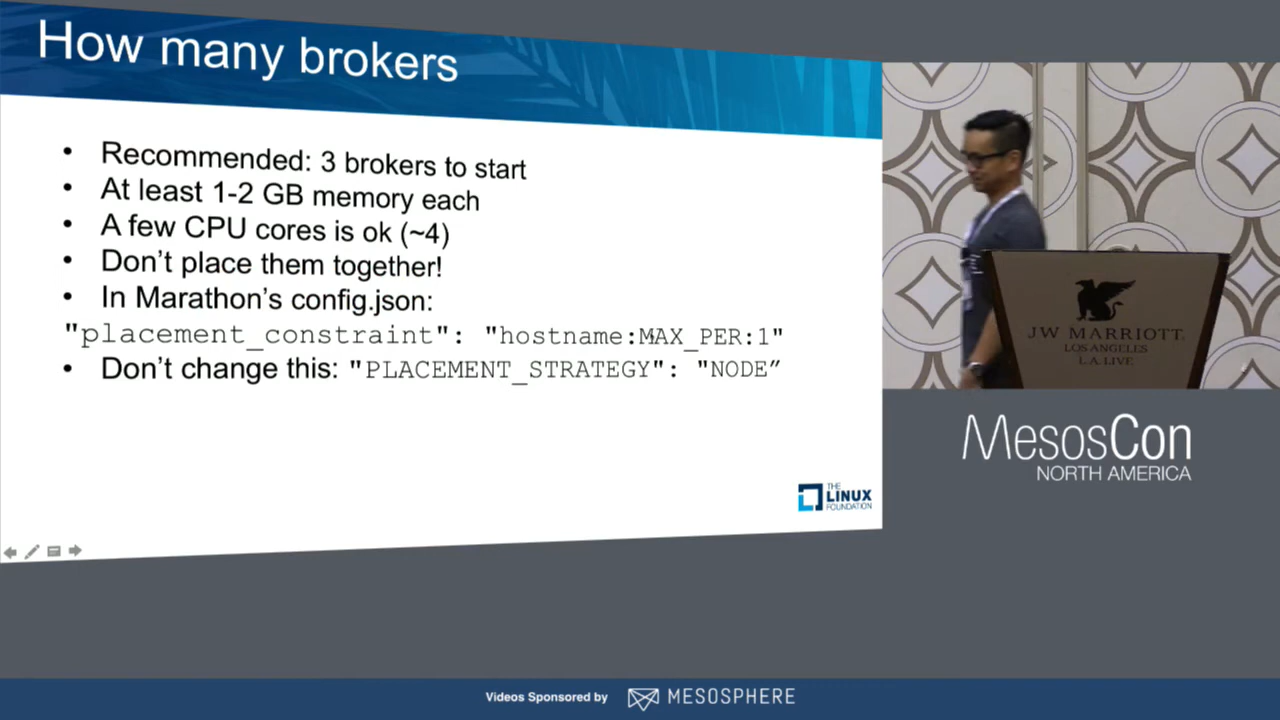 How many brokers
• Recommended: 3 brokers to start
• At least 1-2 GB memory each
• A few CPU cores is ok (~4)
• Don’t place them together!
• In Marathon’s config.json:
"placement_constraint": "hostname:MAX_PER:1"
• Don’t change this: "PLACEMENT_STRATEGY": "NODE”
THE
LINUX
FOUNDATION
JW MARRIOTT.
LOS ANGELES
L.A. LIVE
MesosCon
NORTH AMERICA
Videos Sponsored by MESOSPHERE